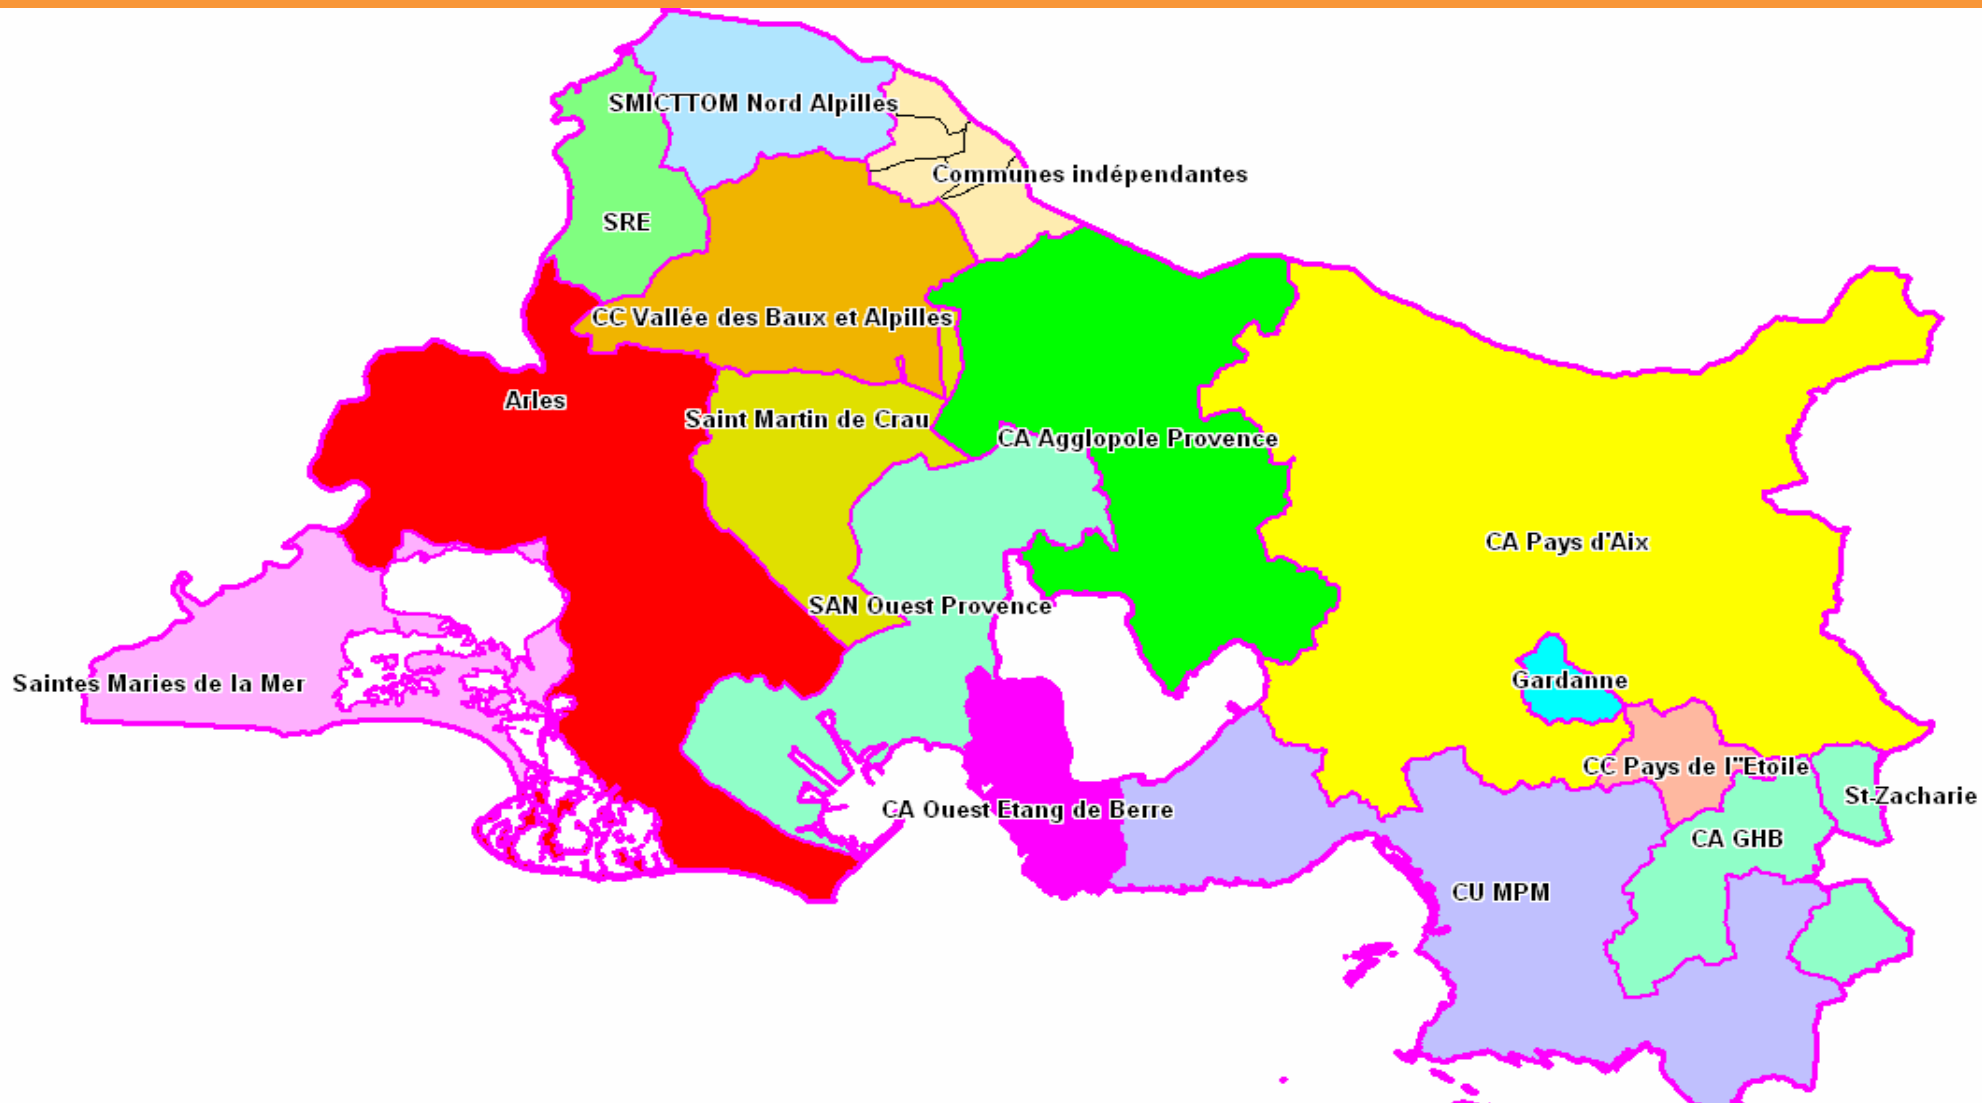 SMICTTOM Nord Alpilles
Communes indépendantes
SRE
CC Vallée des Baux et Alpilles
Arles
Saint Martin de Crau
CA Agglopole Provence
CA Pays d'Aix
SAN Ouest Provence
Saintes Maries de la Mer
Gardanne
CC Pays de l''Etoile
St-Zacharie
CA Ouest Etang de Berre
CA GHB
CU MPM